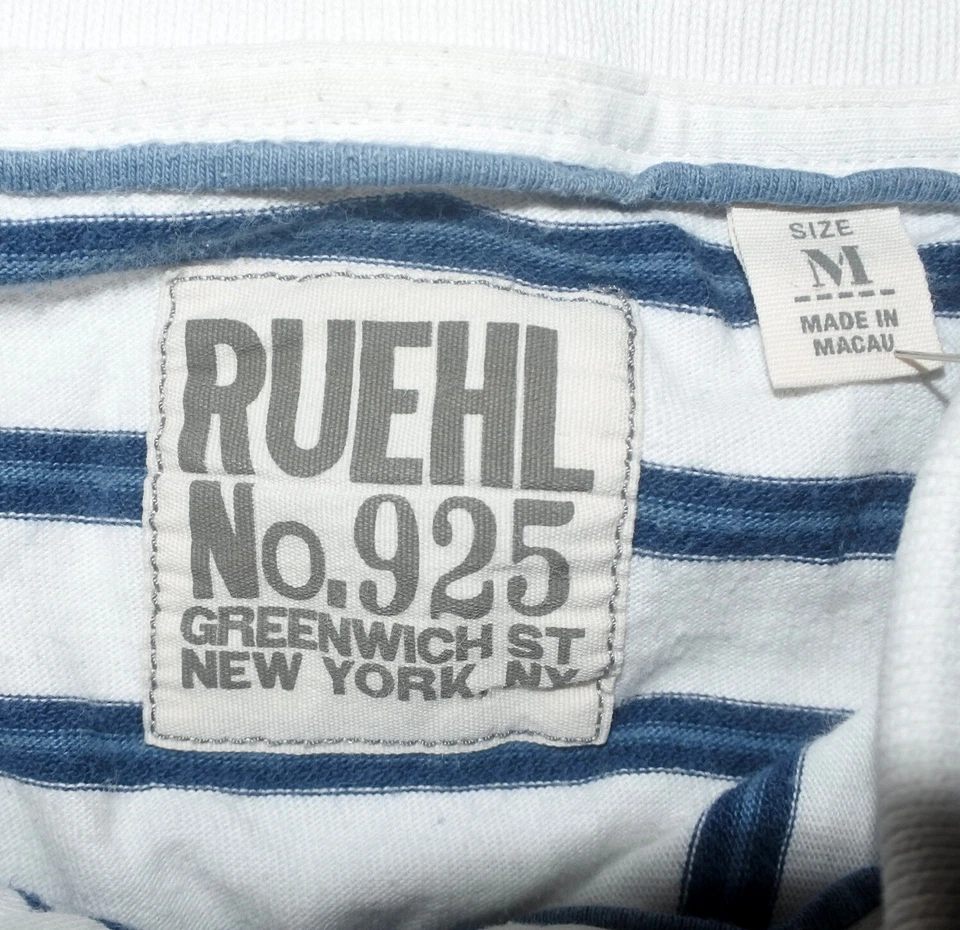 RUEHL
No.925
GREENWICH ST
NEW YORK, NY
SIZE
M
MADE IN
MACAU